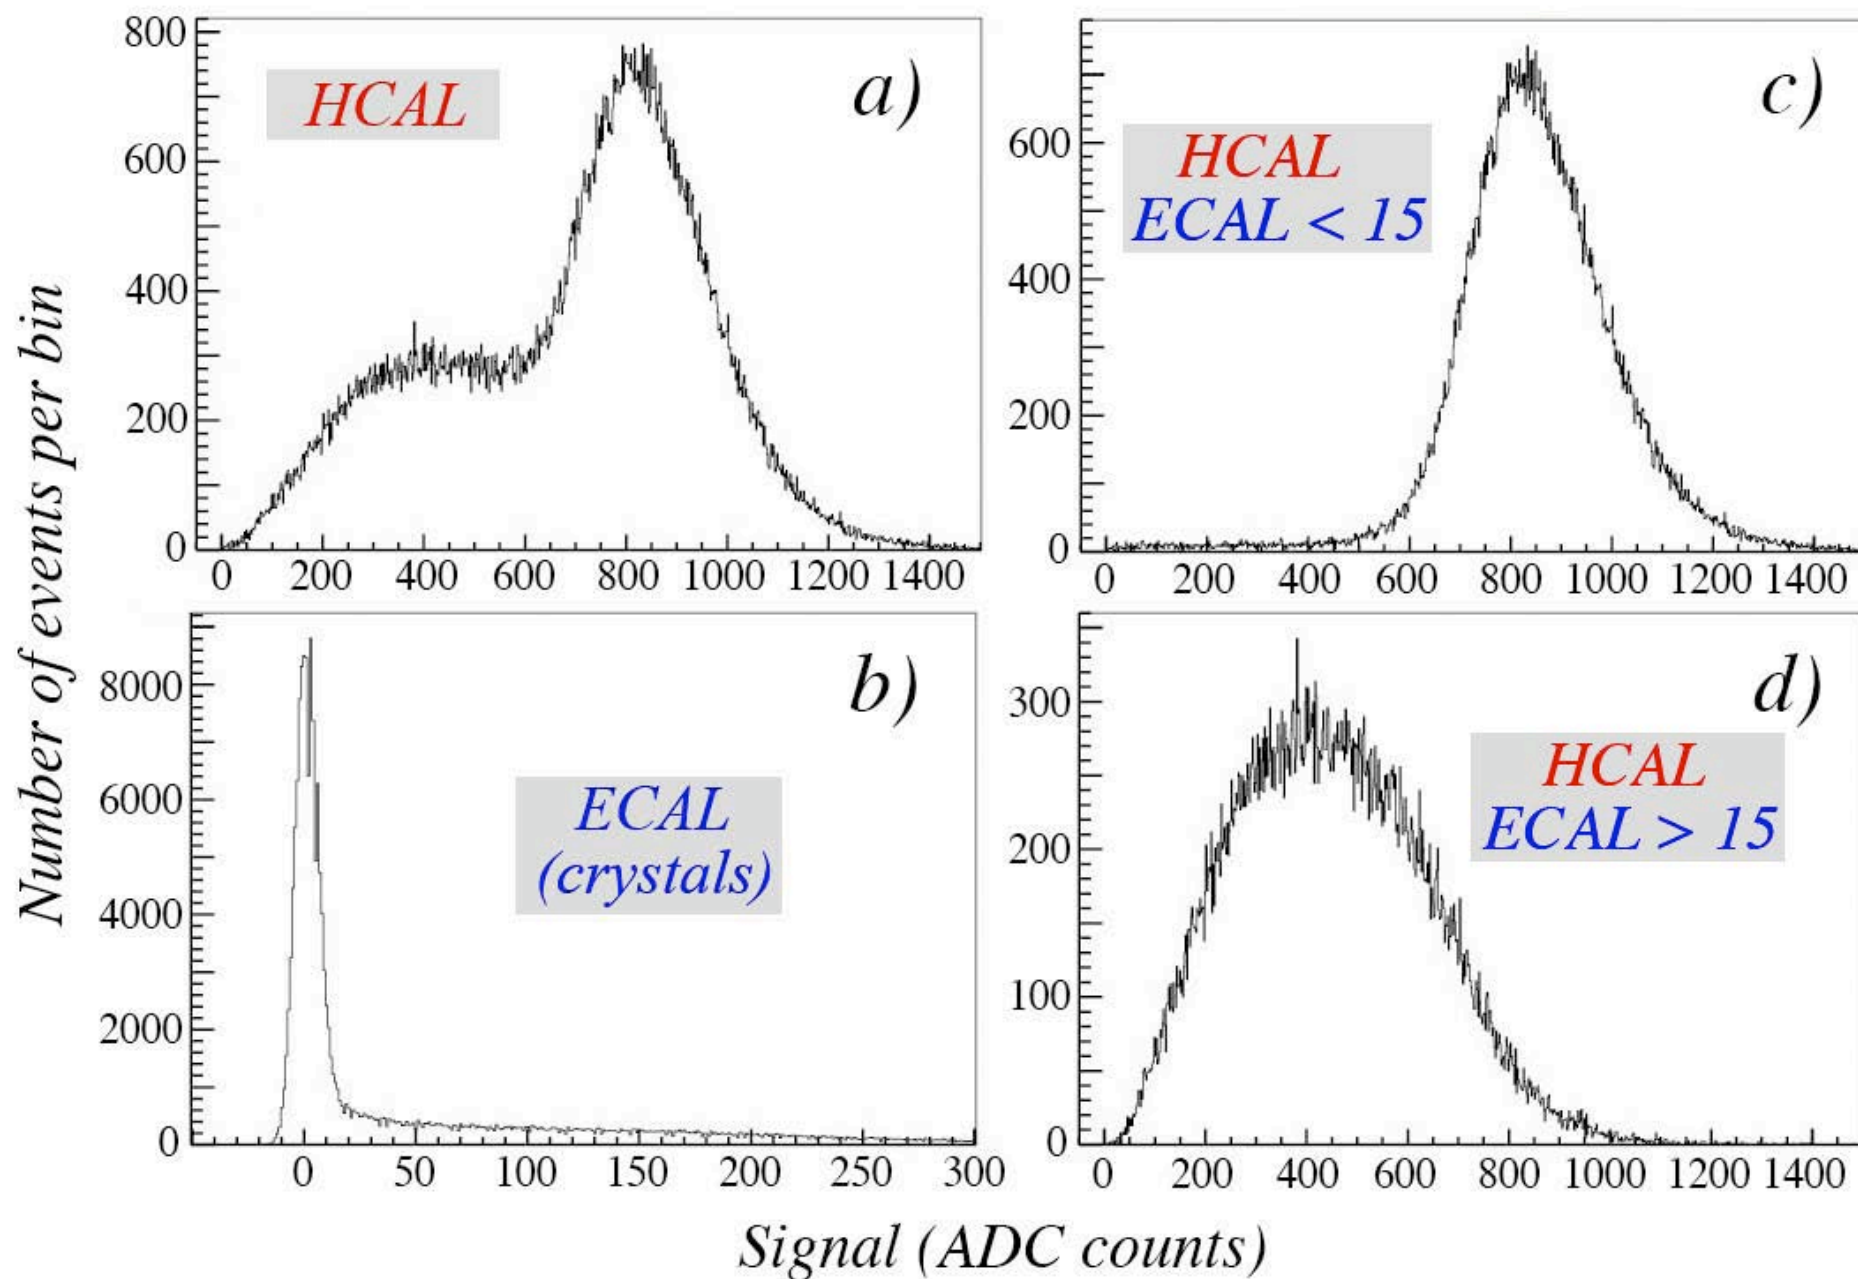 Number of events per bin
800
600
400
200
0
HCAL
a)
0 200 400 600 800 1000 1200 1400
600
400
200
0
HCAL
ECAL < 15
c)
0 200 400 600 800 1000 1200 1400
8000
6000
4000
2000
0
ECAL
(crystals)
b)
0 50 100 150 200 250 300
300
200
100
0
d)
HCAL
ECAL > 15
0 200 400 600 800 1000 1200 1400
Signal (ADC counts)